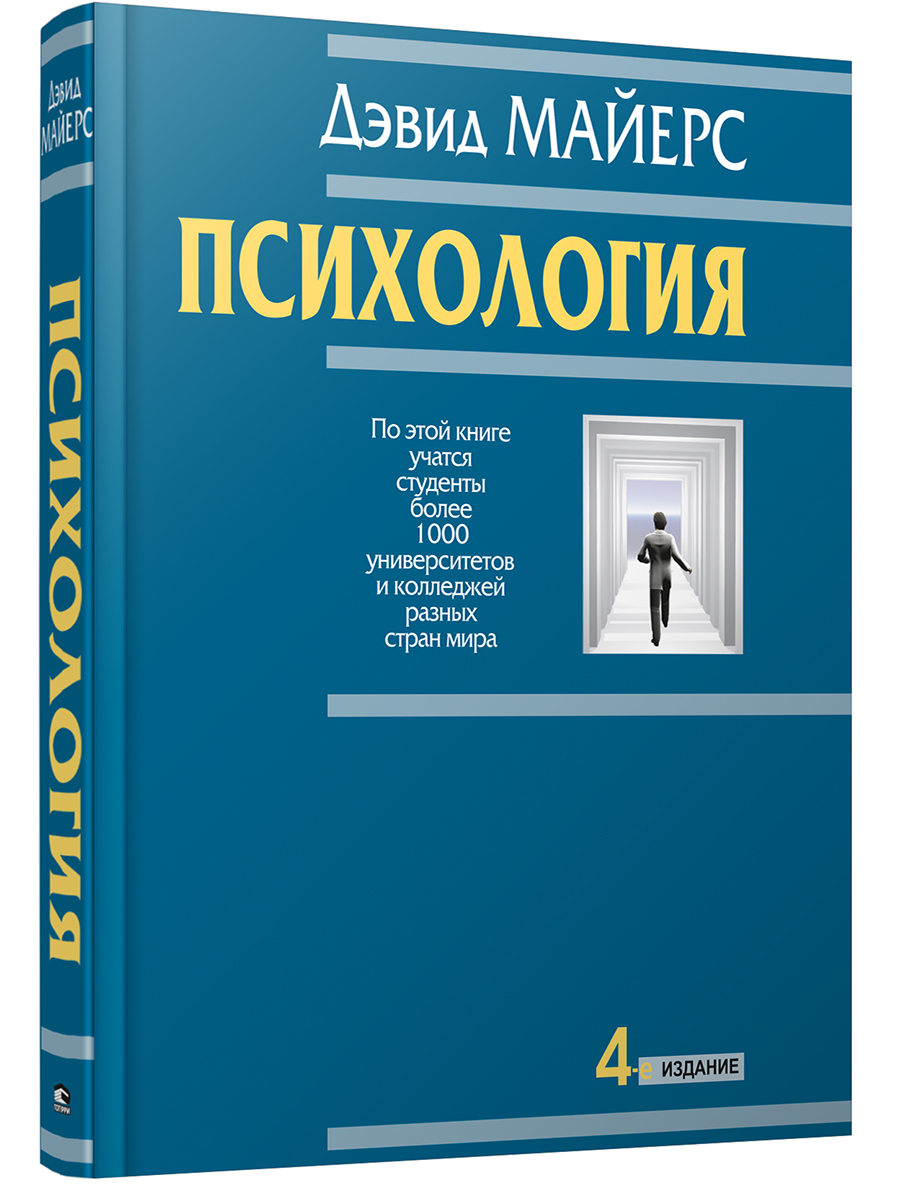 Дэвид
МАЙЕРС
ПСИХОЛОГИЯ
ПОПУРРИ
Дэвид МАЙЕРС
ПСИХОЛОГИЯ
По этой книге
учатся
студенты
более
1000
университетов
и колледжей
разных
стран мира
4-е ИЗДАНИЕ